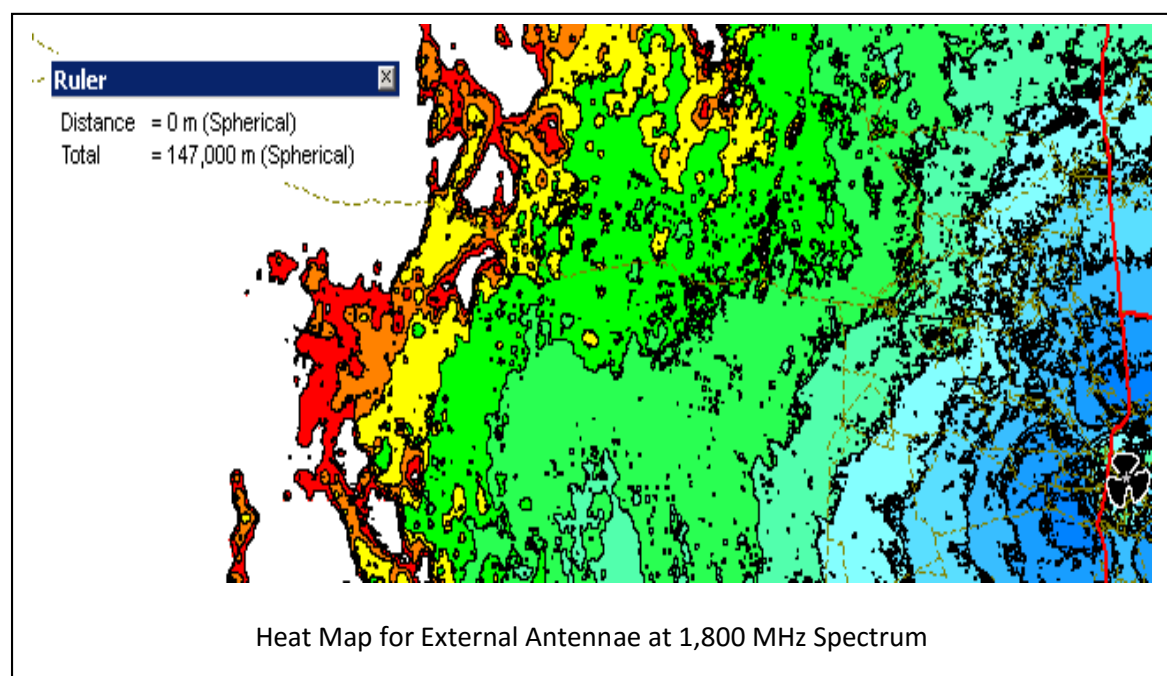 Ruler
Distance = 0 m (Spherical)
Total = 147,000 m (Spherical)
Heat Map for External Antennae at 1,800 MHz Spectrum